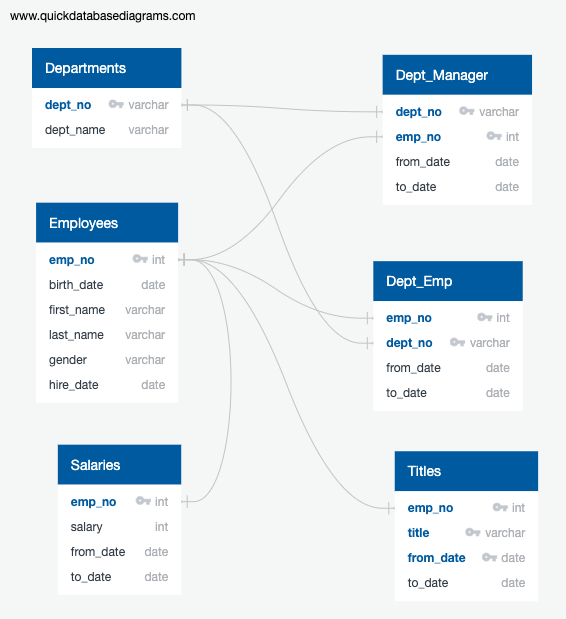 www.quickdatabasediagrams.com
Departments
dept_no varchar
dept_name varchar
Employees
emp_no int
birth_date date
first_name varchar
last_name varchar
gender varchar
hire_date date
Salaries
emp_no int
salary int
from_date date
to_date date
Dept_Manager
dept_no varchar
emp_no int
from_date date
to_date date
Dept_Emp
emp_no int
dept_no varchar
from_date date
to_date date
Titles
emp_no int
title varchar
from_date date
to_date date